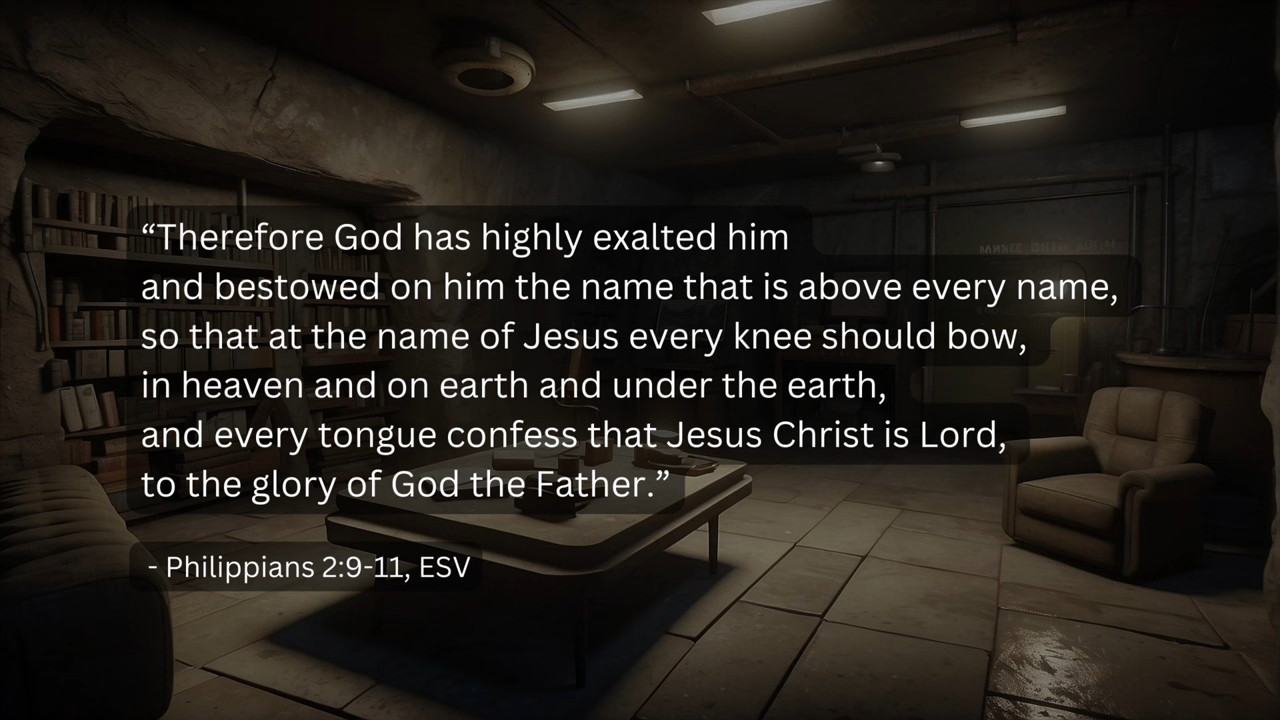 “Therefore God has highly exalted him
and bestowed on him the name that is above every name,
so that at the name of Jesus every knee should bow,
in heaven and on earth and under the earth,
and every tongue confess that Jesus Christ is Lord,
to the glory of God the Father.”
- Philippians 2:9-11, ESV